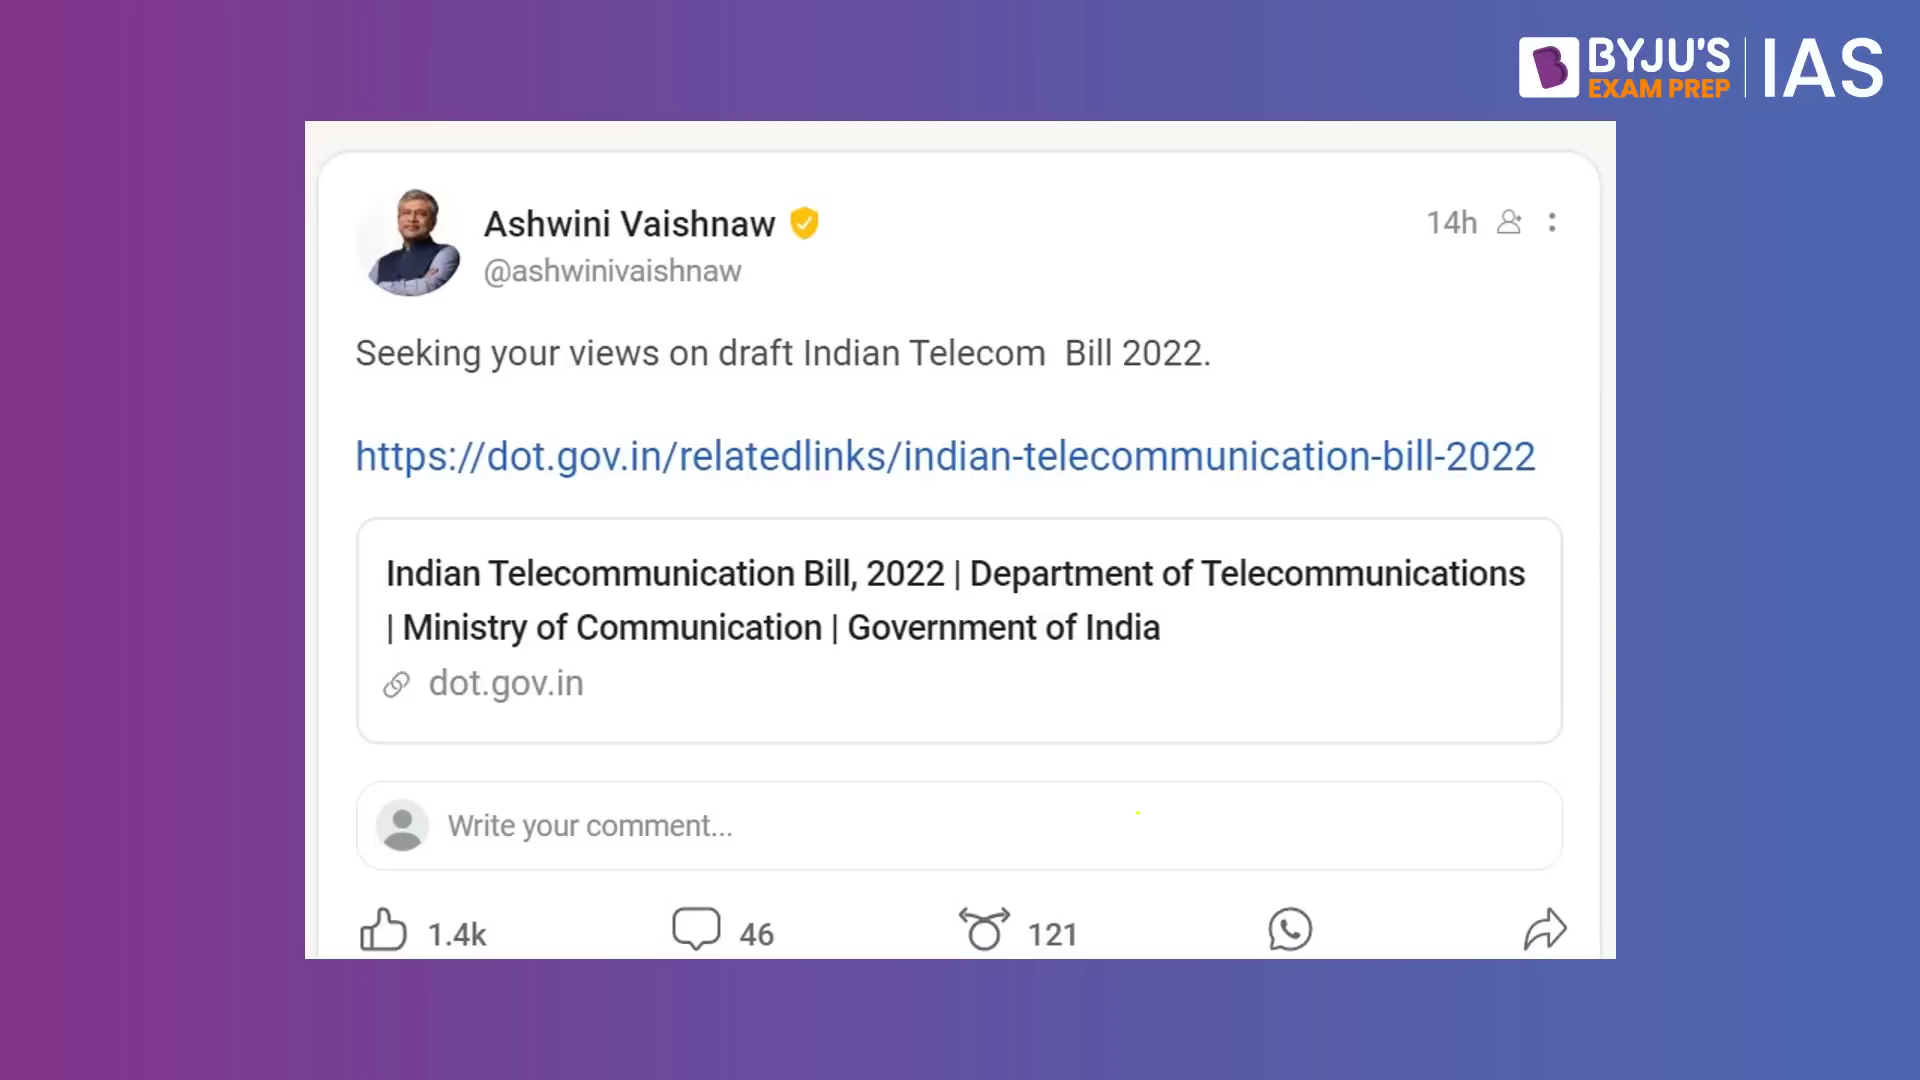 BYJU'S
EXAM PREP
IAS
Ashwini Vaishnaw
14h
@ashwinivaishnaw
Seeking your views on draft Indian Telecom  Bill 2022.
https://dot.gov.in/relatedlinks/indian-telecommunication-bill-2022
Indian Telecommunication Bill, 2022 | Department of Telecommunications
| Ministry of Communication | Government of India
dot.gov.in
Write your comment...
1.4k
46
121